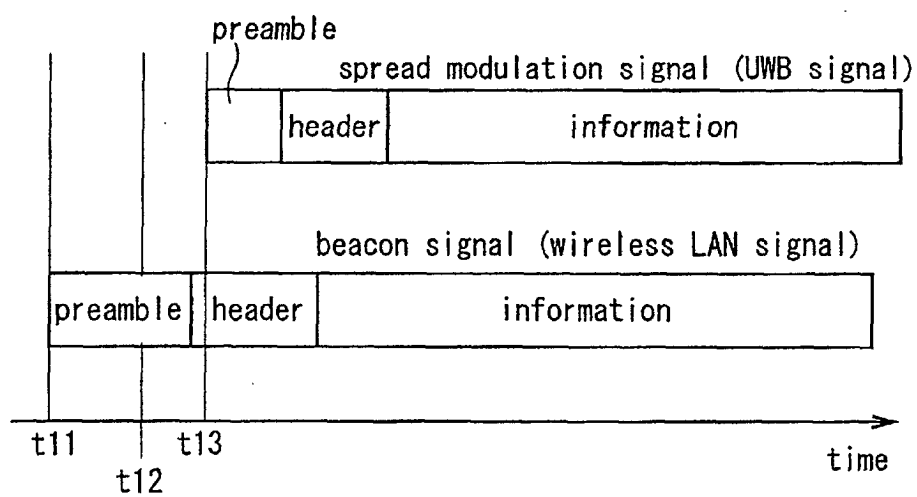 preamble
spread modulation signal (UWB signal)
header
information
beacon signal (wireless LAN signal)
preamble
header
information
t11
t12
t13
time